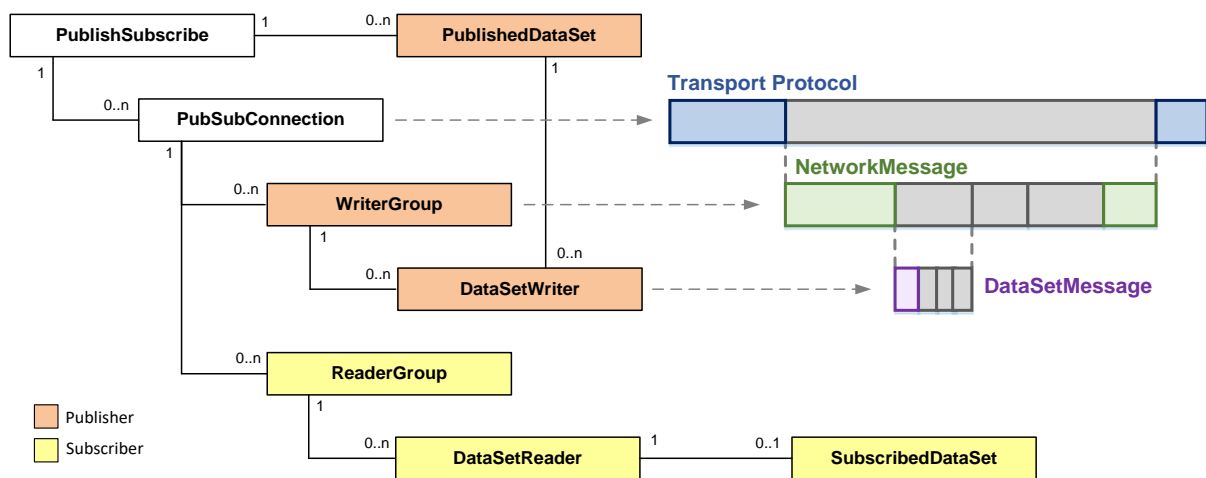 PublishSubscribe
1
0..n
PublishedDataSet
1
1
Transport Protocol
0..n
PubSubConnection
1
NetworkMessage
0..n
WriterGroup
1
0..n
0..n
DataSetWriter
DataSetMessage
0..n
ReaderGroup
1
Publisher
Subscriber
0..n
DataSetReader
1
0..1
SubscribedDataSet